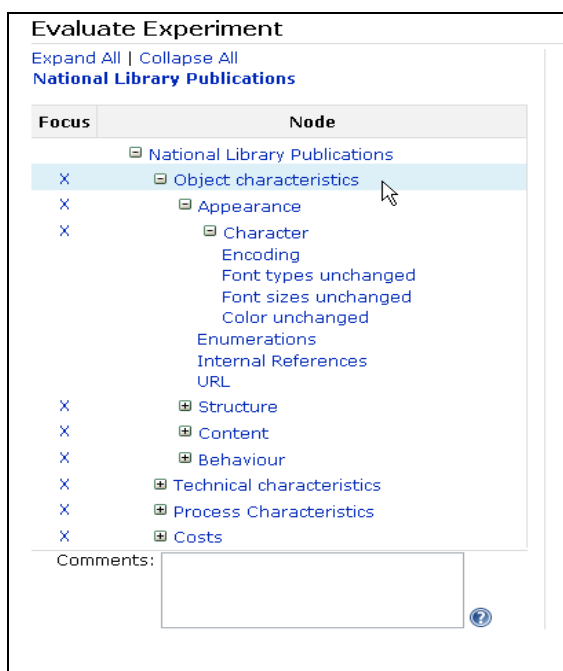 Evaluate Experiment
Expand All | Collapse All
National Library Publications
Focus Node
National Library Publications
X Object characteristics
X Appearance
X Character
Encoding
Font types unchanged
Font sizes unchanged
Color unchanged
Enumerations
Internal References
URL
X Structure
X Content
X Behaviour
X Technical characteristics
X Process Characteristics
X Costs
Comments: